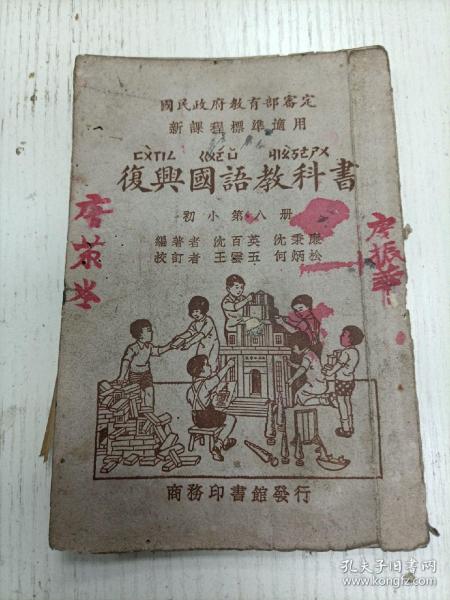 國民政府教育部審定
新課程標準適用
復興國語教科書
初小第八册
編著者 沈百英 沈秉廉
校訂者 王雲五 何炳松
商務印書館發行
孔夫子旧书网
www.kongfz.com